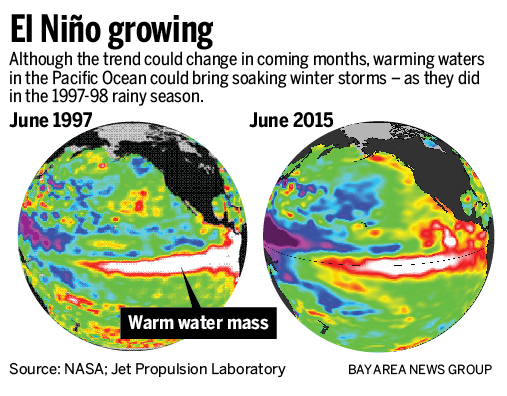 El Niño growing
Although the trend could change in coming months, warming waters
in the Pacific Ocean could bring soaking winter storms – as they did
in the 1997-98 rainy season.
June 1997
June 2015
Warm water mass
Source: NASA; Jet Propulsion Laboratory
BAY AREA NEWS GROUP